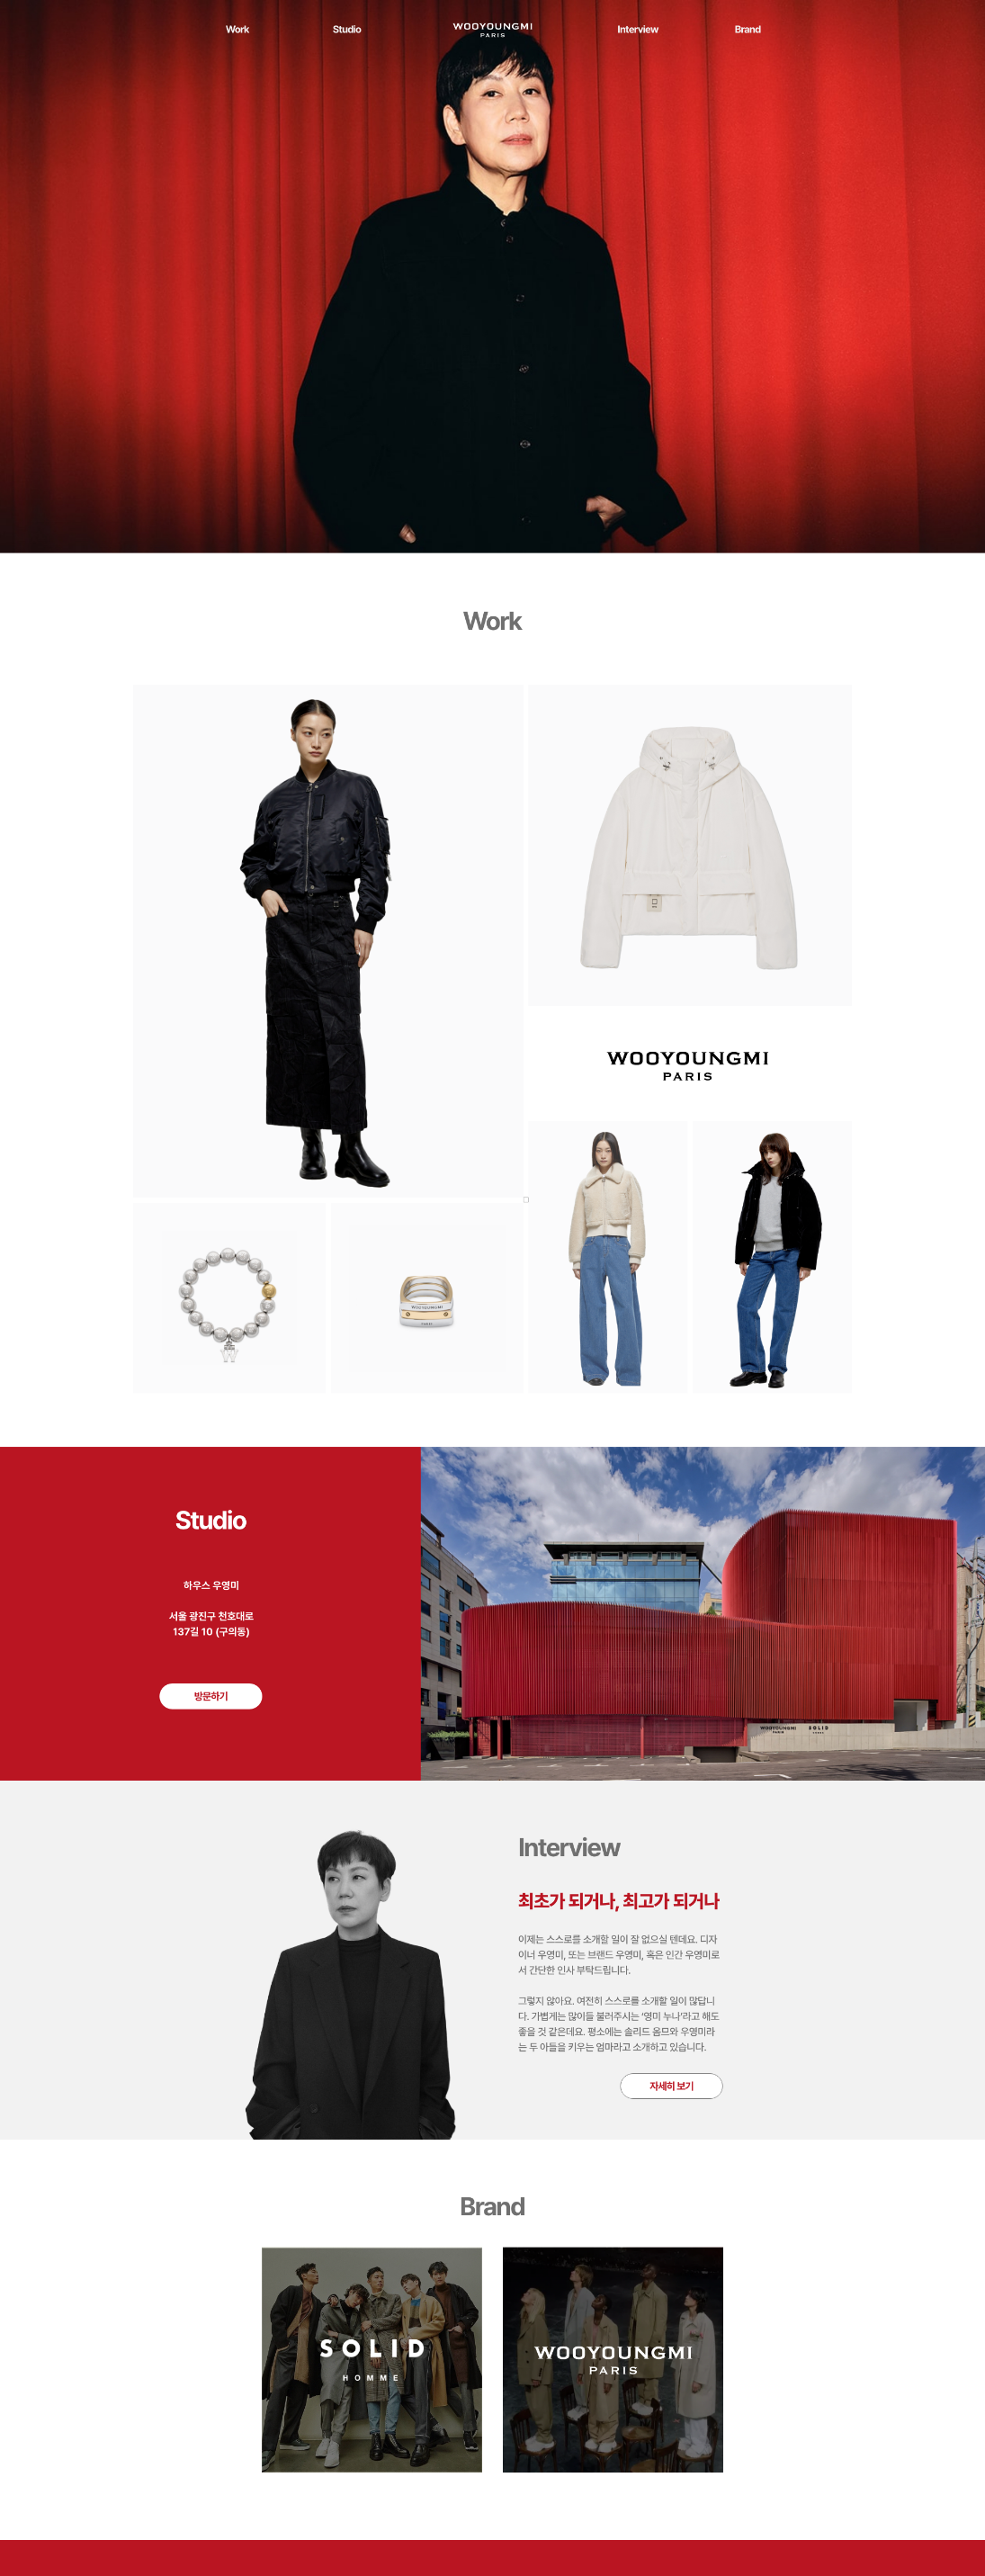 Work
Studio
WOOYOUNGMI
PARIS
Interview
Brand
Work
WOOYOUNGMI
PARIS
WOOYOUNGMI
Studio
하우스 우영미
서울 광진구 천호대로
137길 10 (구의동)
방문하기
WOOYOUNGMI
PARIS
SOLID
HOMME
Interview
최초가 되거나, 최고가 되거나
이제는 스스로를 소개할 일이 잘 없으실 텐데요. 디자
이너 우영미, 또는 브랜드 우영미, 혹은 인간 우영미로
서 간단한 인사 부탁드립니다.
그렇지 않아요. 여전히 스스로를 소개할 일이 많답니
다. 가볍게는 많이들 불러주시는 '영미 누나'라고 해도
좋을 것 같은데요. 평소에는 솔리드 옴므와 우영미라
는 두 아들을 키우는 엄마라고 소개하고 있습니다.
자세히 보기
Brand
SOLID
HOMME
WOOYOUNGMI
PARIS